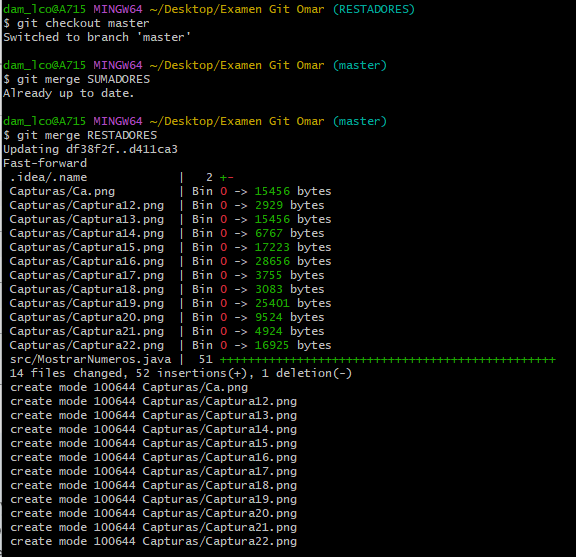 dam_lco@A715 MINGW64 ~/Desktop/Examen Git Omar (RESTADORES)
$ git checkout master
Switched to branch 'master'
dam_lco@A715 MINGW64 ~/Desktop/Examen Git Omar (master)
$ git merge SUMADORES
Already up to date.
dam_lco@A715 MINGW64 ~/Desktop/Examen Git Omar (master)
$ git merge RESTADORES
Updating df38f2f..d411ca3
Fast-forward
.idea/.name | 2 +-
Capturas/Ca.png | Bin 0 -> 15456 bytes
Capturas/Captura12.png | Bin 0 -> 2929 bytes
Capturas/Captura13.png | Bin 0 -> 15456 bytes
Capturas/Captura14.png | Bin 0 -> 6767 bytes
Capturas/Captura15.png | Bin 0 -> 17223 bytes
Capturas/Captura16.png | Bin 0 -> 28656 bytes
Capturas/Captura17.png | Bin 0 -> 3755 bytes
Capturas/Captura18.png | Bin 0 -> 3083 bytes
Capturas/Captura19.png | Bin 0 -> 25401 bytes
Capturas/Captura20.png | Bin 0 -> 9524 bytes
Capturas/Captura21.png | Bin 0 -> 4924 bytes
Capturas/Captura22.png | Bin 0 -> 16925 bytes
src/MostrarNumeros.java | 51 +++++++++++++++++++++++++++++++++++++++++++++++++++
14 files changed, 52 insertions(+), 1 deletion(-)
create mode 100644 Capturas/Ca.png
create mode 100644 Capturas/Captura12.png
create mode 100644 Capturas/Captura13.png
create mode 100644 Capturas/Captura14.png
create mode 100644 Capturas/Captura15.png
create mode 100644 Capturas/Captura16.png
create mode 100644 Capturas/Captura17.png
create mode 100644 Capturas/Captura18.png
create mode 100644 Capturas/Captura19.png
create mode 100644 Capturas/Captura20.png
create mode 100644 Capturas/Captura21.png
create mode 100644 Capturas/Captura22.png